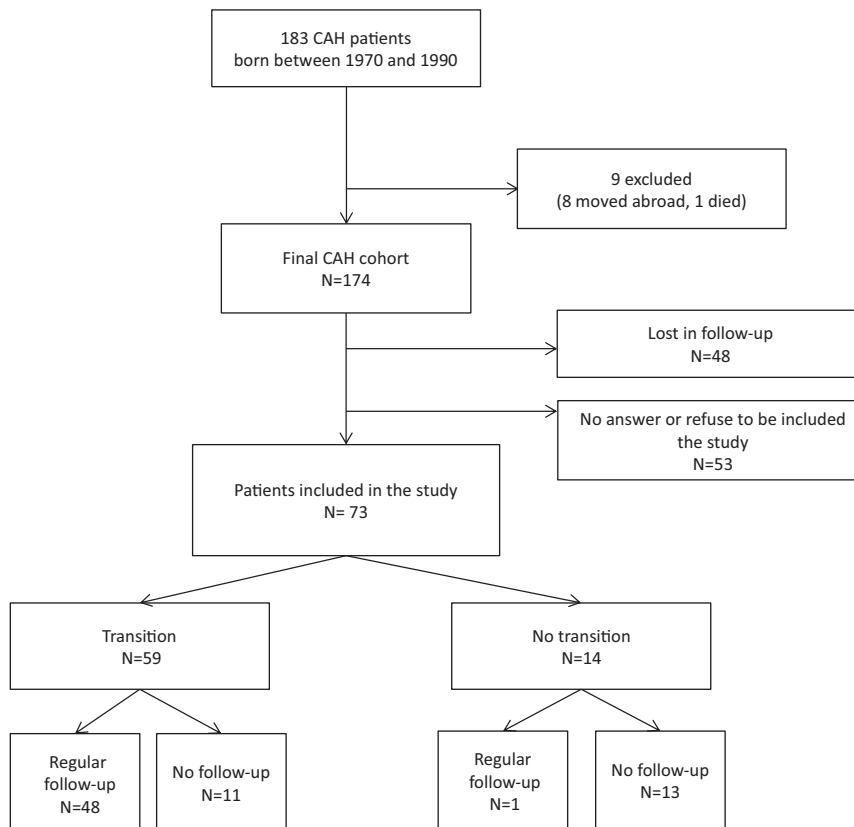 183 CAH patients
born between 1970 and 1990
9 excluded
(8 moved abroad, 1 died)
Final CAH cohort
N=174
Lost in follow-up
N=48
No answer or refuse to be included
the study
N=53
Patients included in the study
N= 73
Transition
N=59
No transition
N=14
Regular
follow-up
N=48
No follow-up
N=11
Regular
follow-up
N=1
No follow-up
N=13